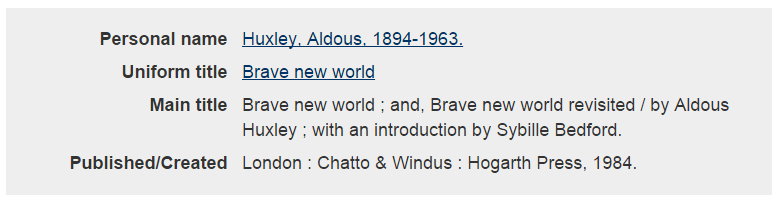 Personal name Huxley, Aldous, 1894-1963.
Uniform title Brave new world
Main title Brave new world ; and, Brave new world revisited / by Aldous
Huxley ; with an introduction by Sybille Bedford.
Published/Created London : Chatto & Windus : Hogarth Press, 1984.